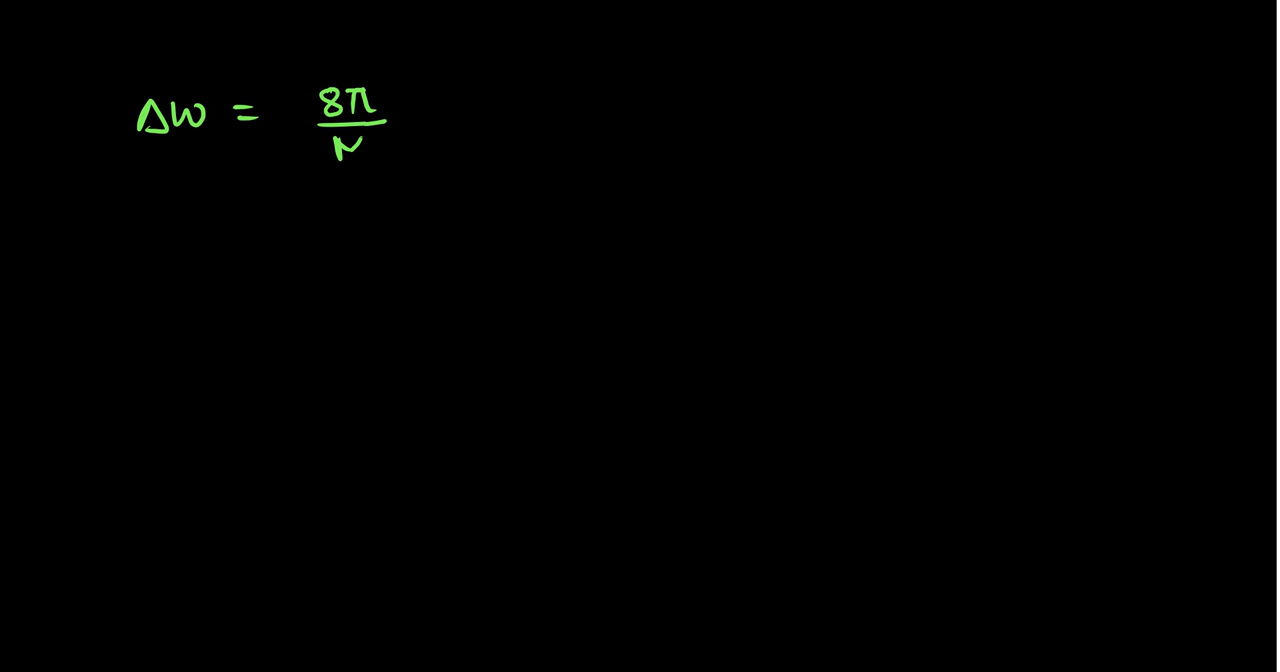 Δω = 8π/N